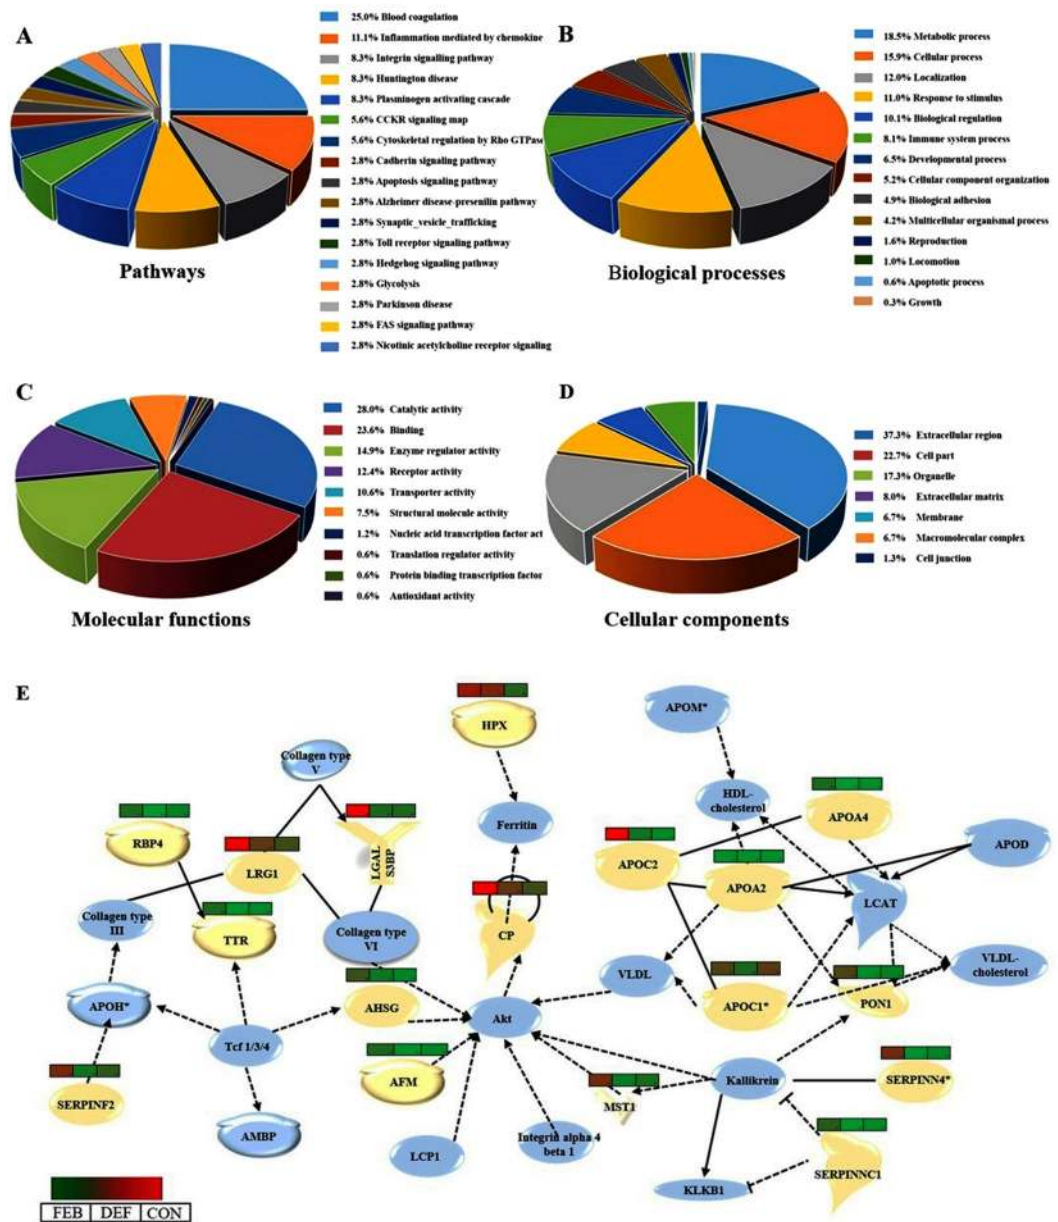 A
25.0% Blood coagulation
11.1% Inflammation mediated by chemokine
8.3% Integrin signalling pathway
8.3% Huntington disease
8.3% Plasminogen activating cascade
5.6% CCKR signaling map
5.6% Cytoskeletal regulation by Rho GTPase
2.8% Cadherin signaling pathway
2.8% Apoptosis signaling pathway
2.8% Alzheimer disease-presenilin pathway
2.8% Synaptic_vesicle_trafficking
2.8% Toll receptor signaling pathway
2.8% Hedgehog signaling pathway
2.8% Glycolysis
2.8% Parkinson disease
2.8% FAS signaling pathway
2.8% Nicotinic acetylcholine receptor signaling
Pathways
B
18.5% Metabolic process
15.9% Cellular process
12.0% Localization
11.0% Response to stimulus
10.1% Biological regulation
8.1% Immune system process
6.5% Developmental process
5.2% Cellular component organization
4.9% Biological adhesion
4.2% Multicellular organismal process
1.6% Reproduction
1.0% Locomotion
0.6% Apoptotic process
0.3% Growth
Biological processes
C
28.0% Catalytic activity
23.6% Binding
14.9% Enzyme regulator activity
12.4% Receptor activity
10.6% Transporter activity
7.5% Structural molecule activity
1.2% Nucleic acid transcription factor act
0.6% Translation regulator activity
0.6% Protein binding transcription factor
0.6% Antioxidant activity
Molecular functions
D
37.3% Extracellular region
22.7% Cell part
17.3% Organelle
8.0% Extracellular matrix
6.7% Membrane
6.7% Macromolecular complex
1.3% Cell junction
Cellular components
E
HPX
APOM*
Collagen type
V
HDL-
cholesterol
APOA4
RBP4
Ferritin
APOD
LRG1
LGAL
S3BP
APOC2
APOA2
LCAT
Collagen type
III
TTR
Collagen type
VI
CP
VLDL
VLDL-
cholesterol
APOH*
AHSG
Akt
APOC1*
PON1
Tcf 1/3/4
AFM
Kallikrein
SERPINN4*
SERPINF2
MST1
AMBP
LCP1
Integrin alpha 4
beta 1
KLKB1
SERPINNC1
FEB DEF CON